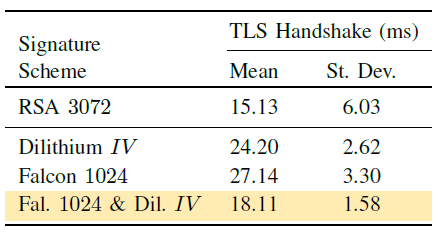 Signature Scheme TLS Handshake (ms)
Mean St. Dev.
RSA 3072 15.13 6.03
Dilithium IV 24.20 2.62
Falcon 1024 27.14 3.30
Fal. 1024 & Dil. IV 18.11 1.58